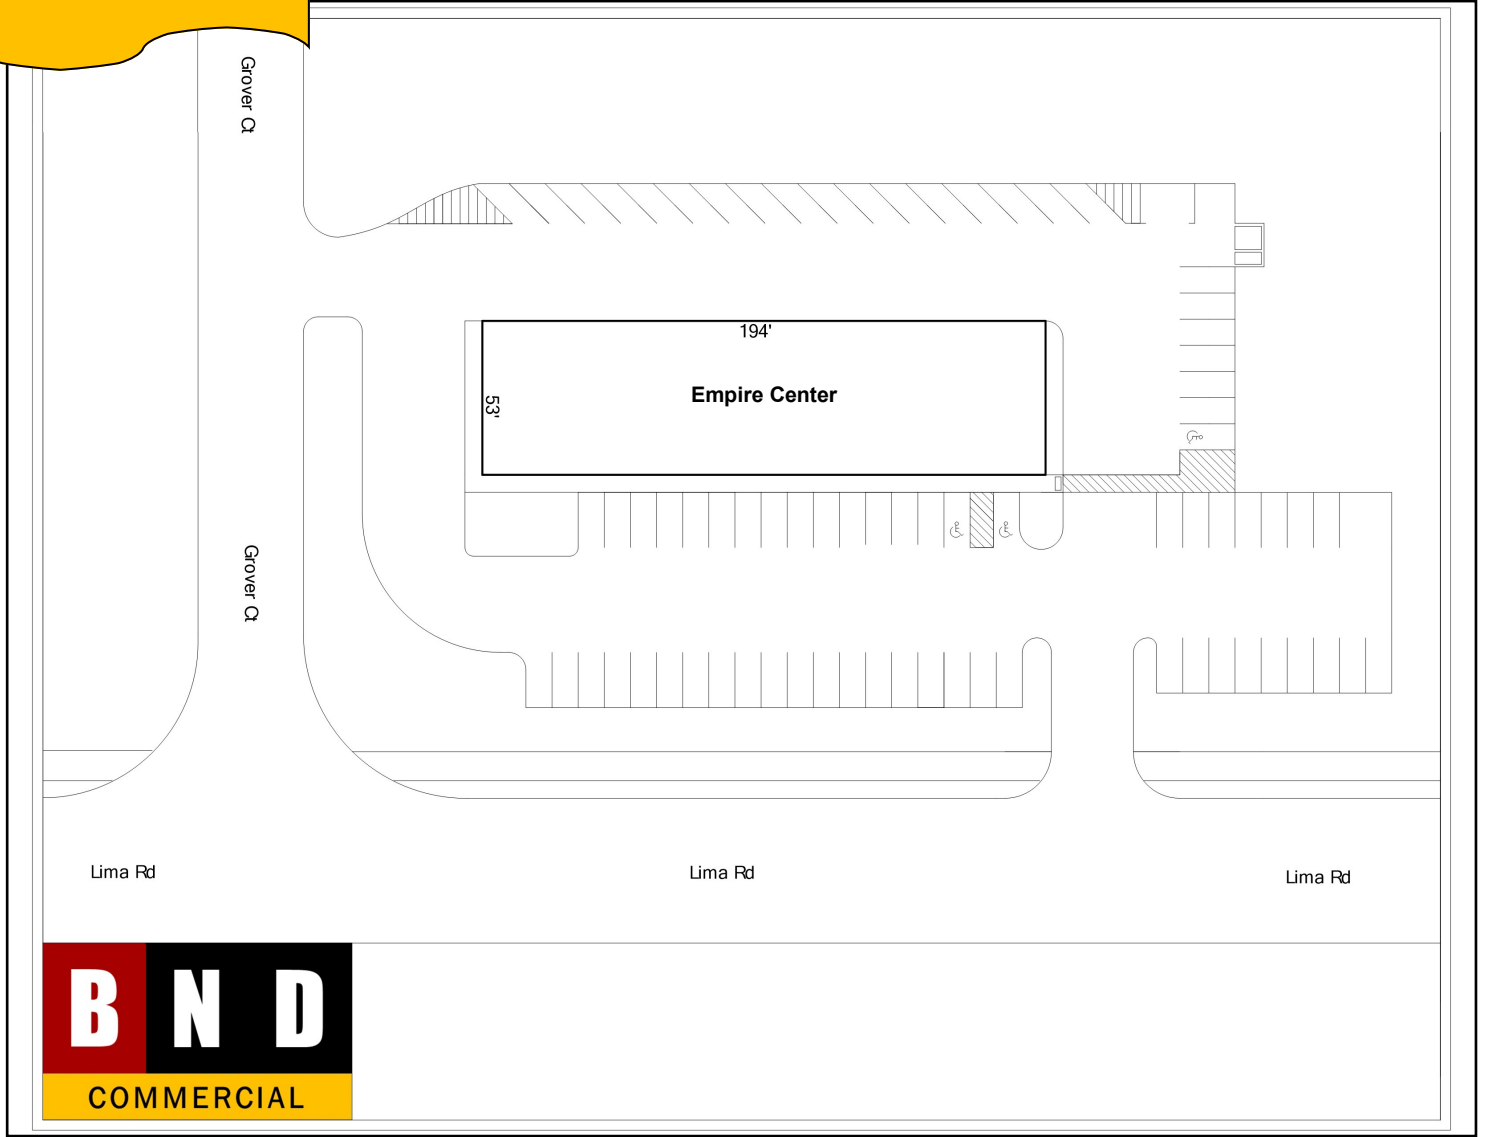 Grover Ct
194'
Empire Center
53'
Grover Ct
Lima Rd
Lima Rd
Lima Rd
B N D
COMMERCIAL